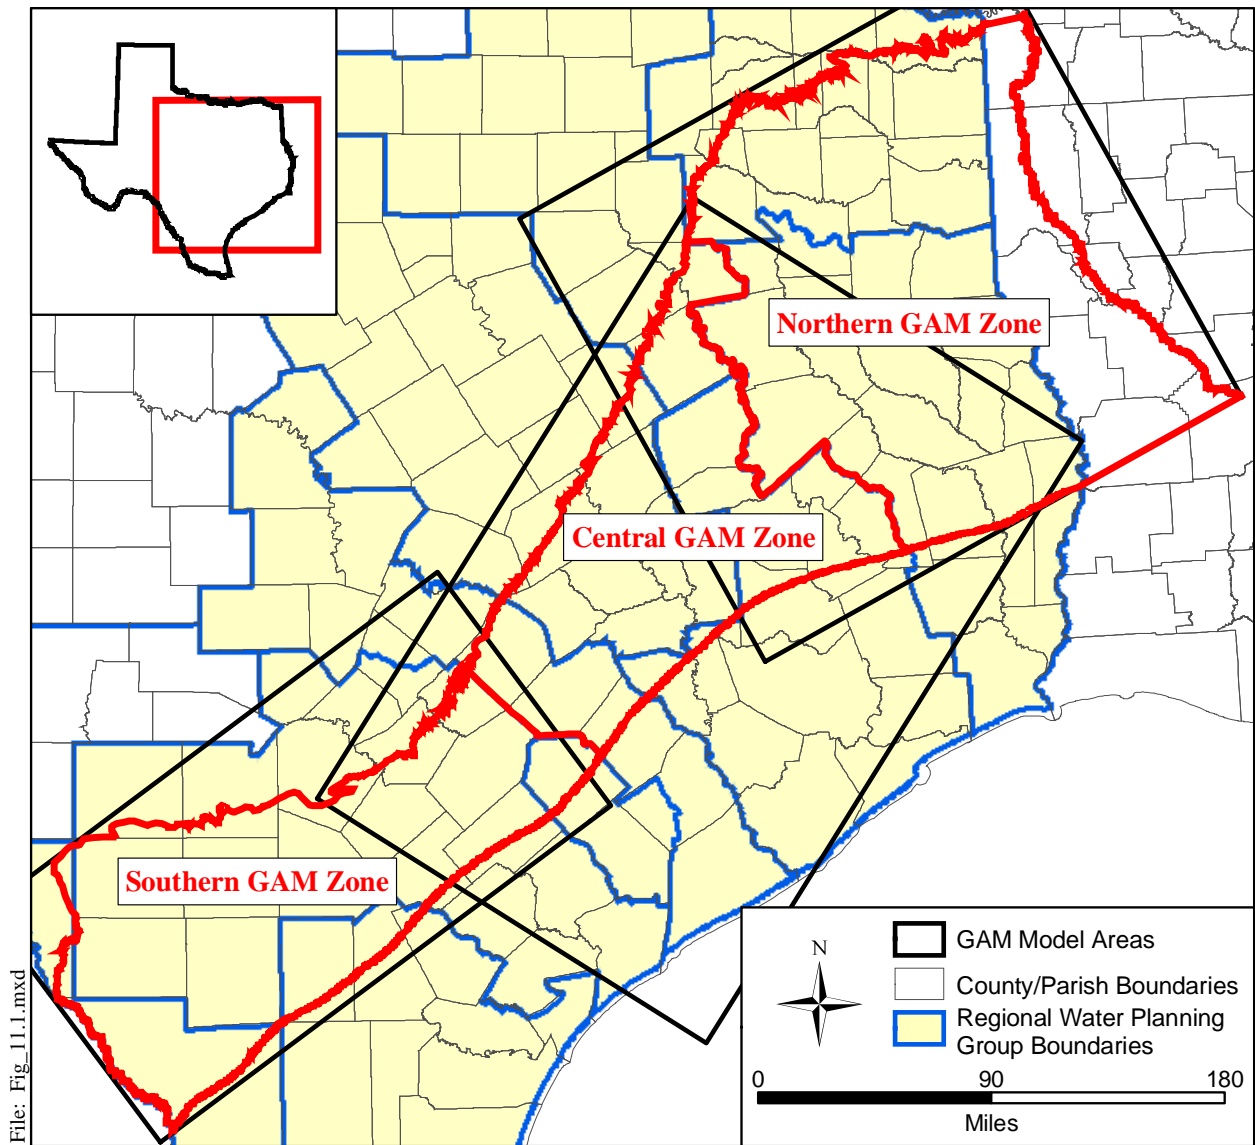 Northern GAM Zone
Central GAM Zone
Southern GAM Zone
N
GAM Model Areas
County/Parish Boundaries
Regional Water Planning
Group Boundaries
0 90 180
Miles
File: Fig_11.1.mxd